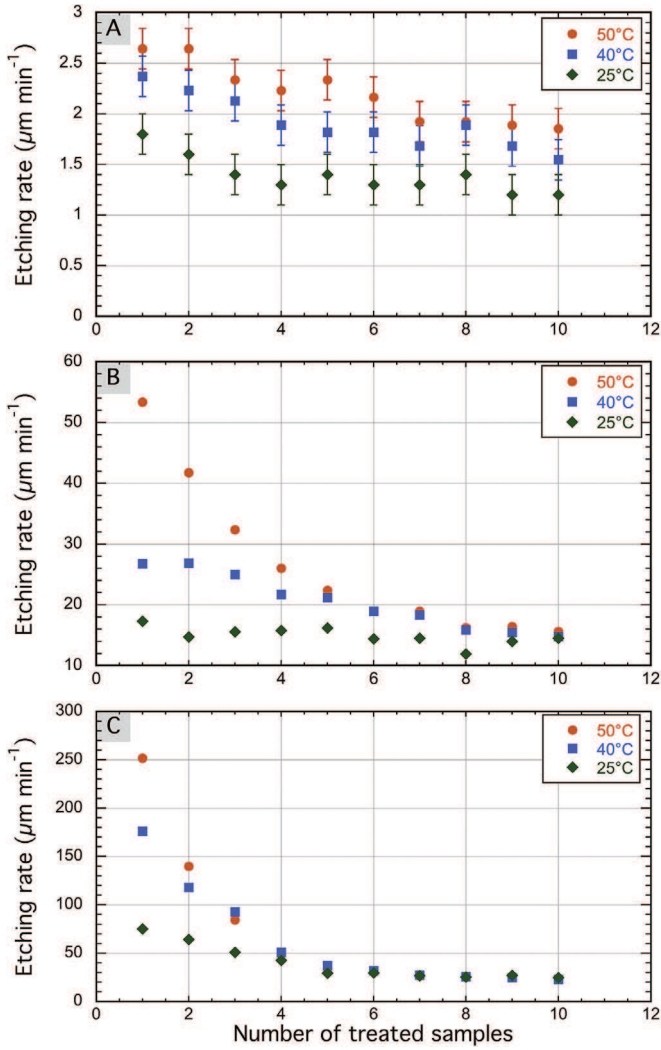 A
50°C
40°C
25°C
3
2.5
2
1.5
1
0.5
0
Etching rate (µm min-1)
0 2 4 6 8 10 12
B
50°C
40°C
25°C
60
50
40
30
20
10
Etching rate (µm min-1)
0 2 4 6 8 10 12
C
50°C
40°C
25°C
300
250
200
150
100
50
0
Etching rate (µm min-1)
0 2 4 6 8 10 12
Number of treated samples